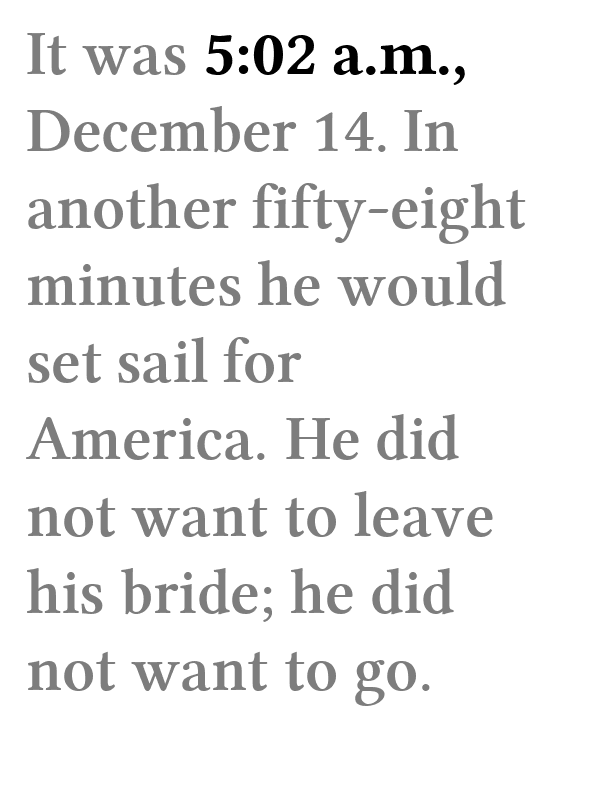 It was 5:02 a.m.,
December 14. In
another fifty-eight
minutes he would
set sail for
America. He did
not want to leave
his bride; he did
not want to go.